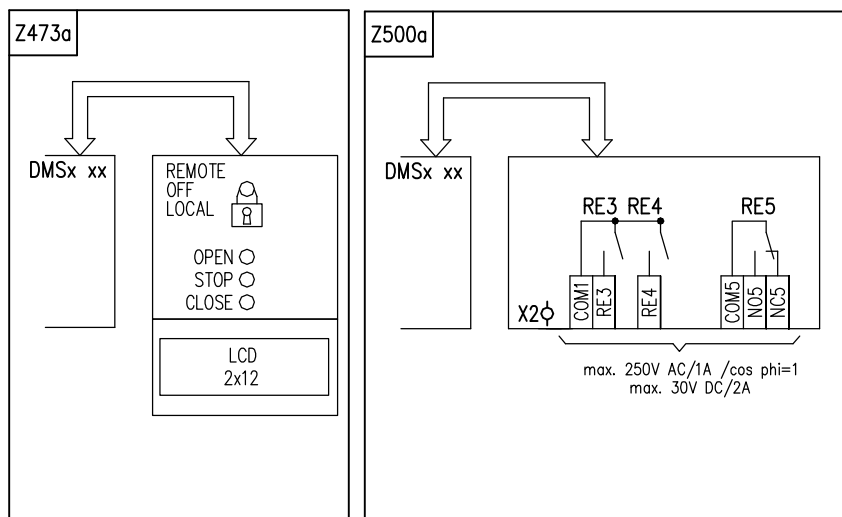 Z473a
DMSx xx
REMOTE
OFF
LOCAL
OPEN
STOP
CLOSE
LCD
2x12
Z500a
DMSx xx
RE3 RE4 RE5
X2
COM1
RE3
RE4
COM5
NO5
NC5
max. 250V AC/1A /cos phi=1
max. 30V DC/2A